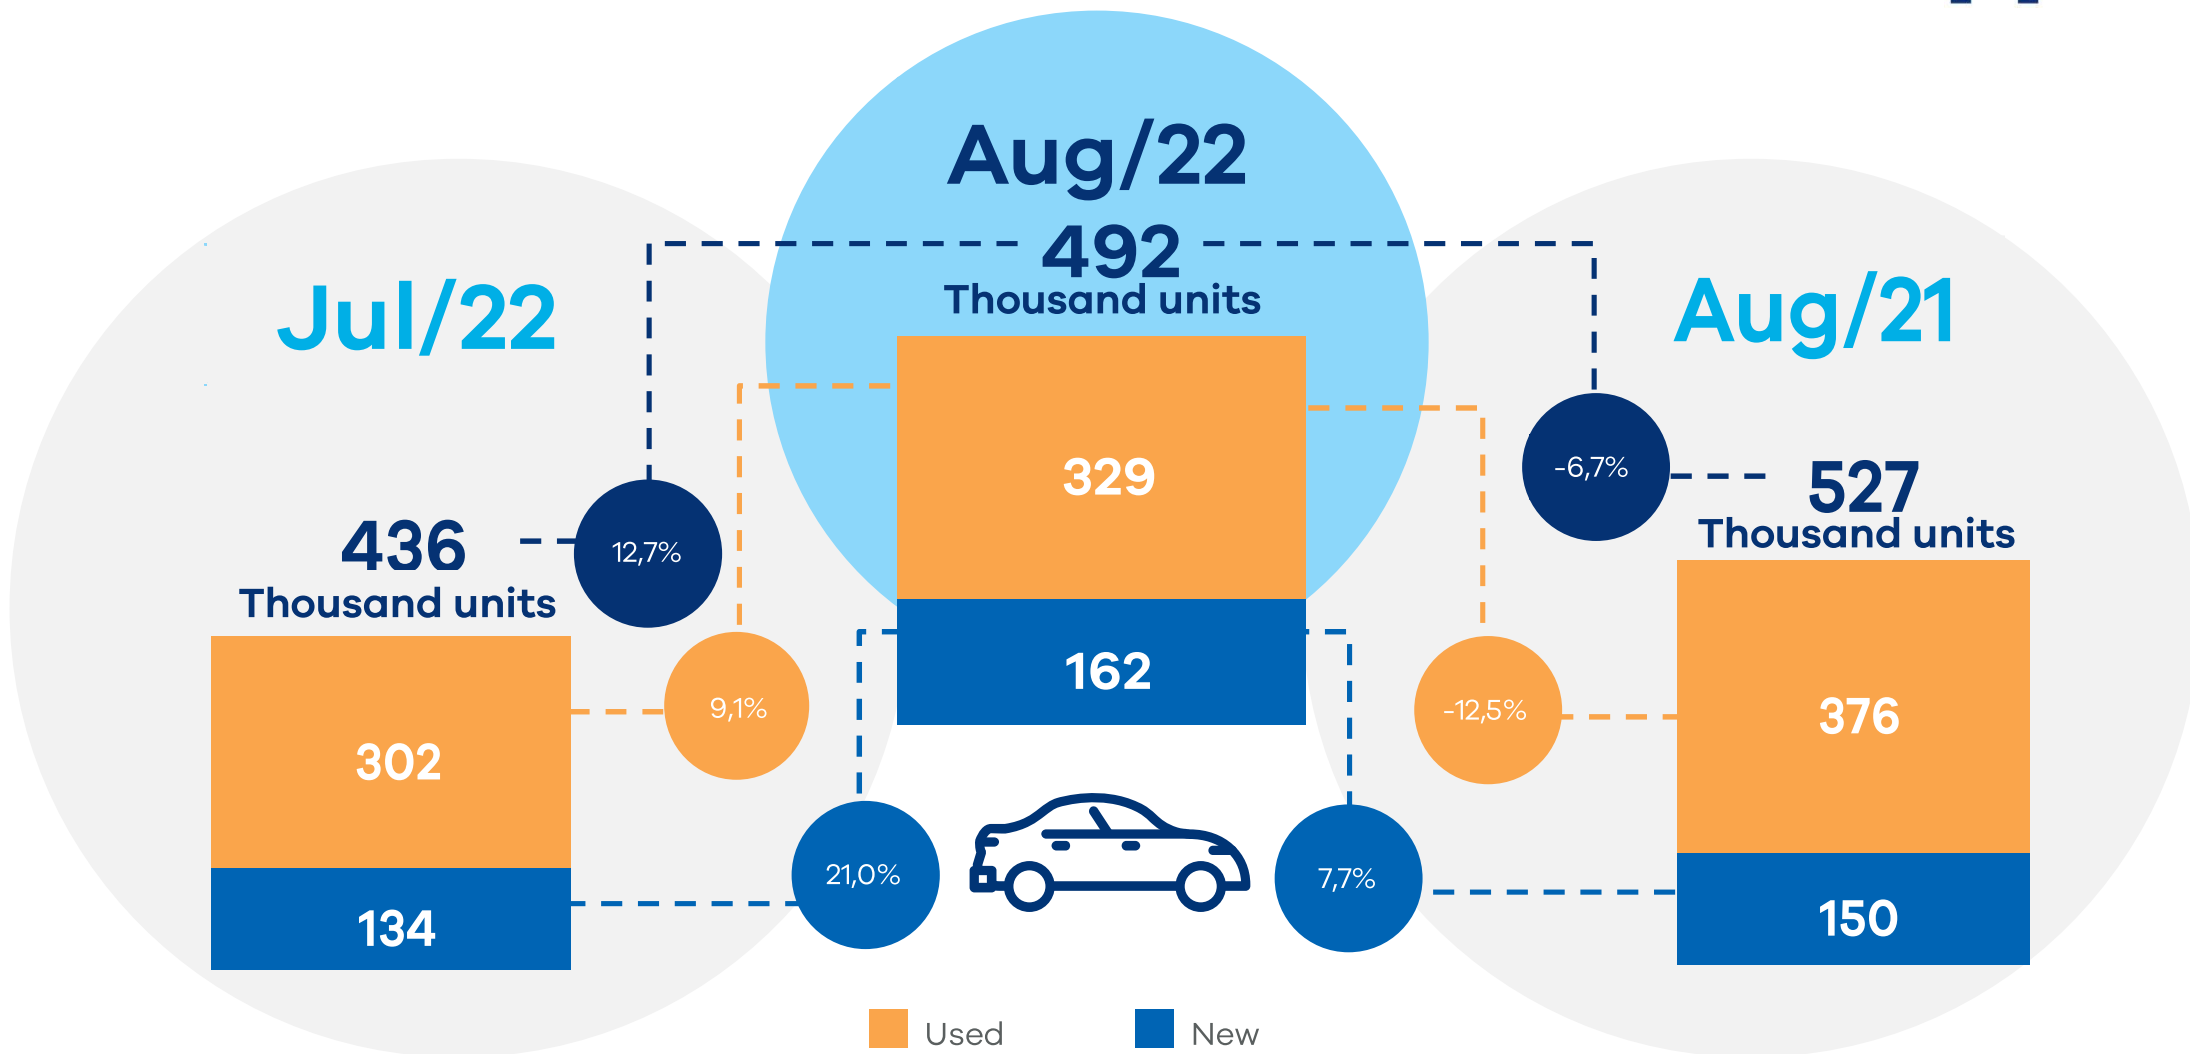 Aug/22
492
Thousand units
329
162
Jul/22
436
Thousand units
302
134
12,7%
9,1%
21,0%
Aug/21
527
Thousand units
376
150
-6,7%
-12,5%
7,7%
Used
New